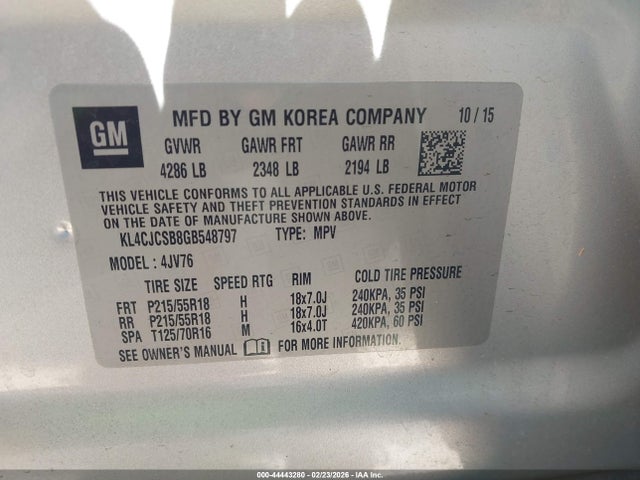 GM MFD BY GM KOREA COMPANY 10 / 15
GVWR GAWR FRT GAWR RR
4286 LB 2348 LB 2194 LB
THIS VEHICLE CONFORMS TO ALL APPLICABLE U.S. FEDERAL MOTOR
VEHICLE SAFETY AND THEFT PREVENTION STANDARDS IN EFFECT
ON THE DATE OF MANUFACTURE SHOWN ABOVE.
KL4CJCSB8GB548797 TYPE: MPV
MODEL : 4JV76
TIRE SIZE SPEED RTG RIM COLD TIRE PRESSURE
FRT P215/55R18 H 18x7.0J 240KPA, 35 PSI
RR P215/55R18 H 18x7.0J 240KPA, 35 PSI
SPA T125/70R16 M 16x4.0T 420KPA, 60 PSI
SEE OWNER'S MANUAL FOR MORE INFORMATION.
000-44443280 - 02/23/2026 - IAA Inc.